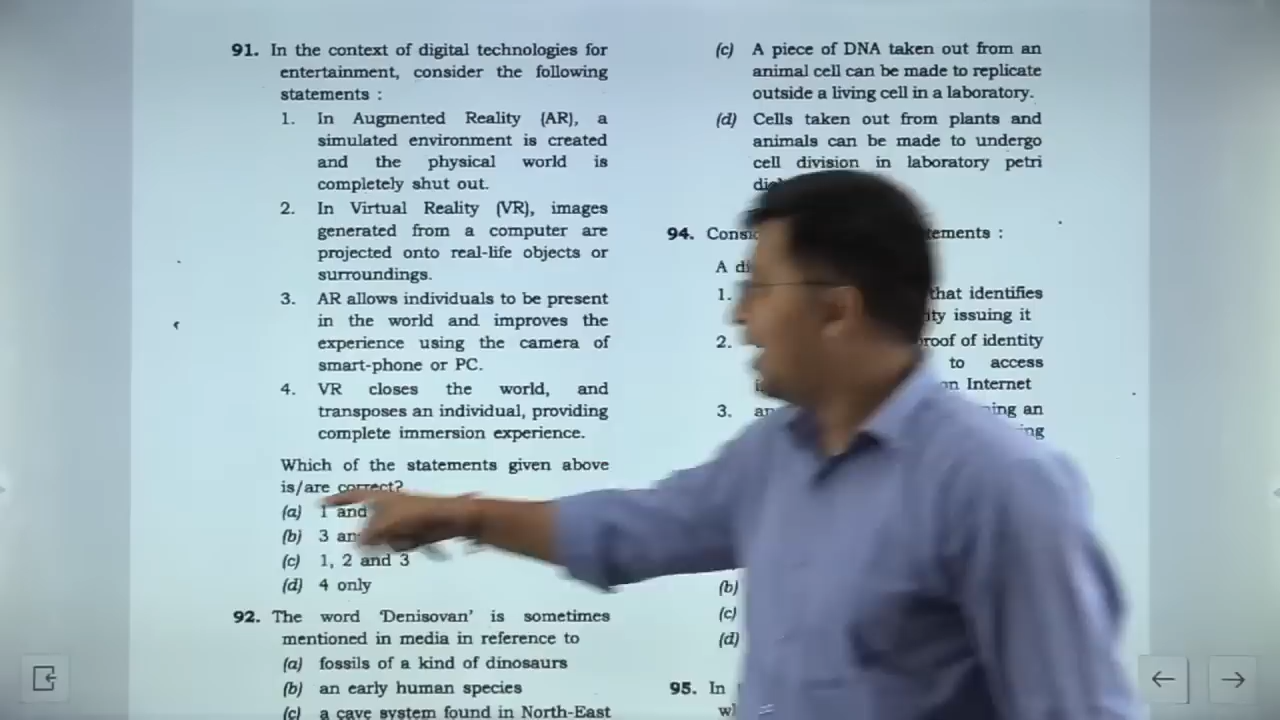 91. In the context of digital technologies for
entertainment, consider the following
statements :
1. In Augmented Reality (AR), a
simulated environment is created
and the physical world is
completely shut out.
2. In Virtual Reality (VR), images
generated from a computer are
projected onto real-life objects or
surroundings.
3. AR allows individuals to be present
in the world and improves the
experience using the camera of
smart-phone or PC.
4. VR closes the world, and
transposes an individual, providing
complete immersion experience.
Which of the statements given above
is/are correct?
(a) 1 and
(b) 3
(c) 1, 2 and 3
(d) 4 only
92. The word 'Denisovan' is sometimes
mentioned in media in reference to
(a) fossils of a kind of dinosaurs
(b) an early human species
(c) a cave system found in North-East
(c) A piece of DNA taken out from an
animal cell can be made to replicate
outside a living cell in a laboratory.
(d) Cells taken out from plants and
animals can be made to undergo
cell division in laboratory petri
94.
A
1. that identifies
issuing it
2. of identity
to access
Internet
3. an
(b)
(c)
(d)
95. In